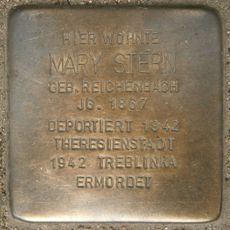 HIER WOHNTE
MARY STERN
GEB. REICHENBACH
JG. 1867
DEPORTIERT 1942
THERESIENSTADT
1942 TREBLINKA
ERMORDET